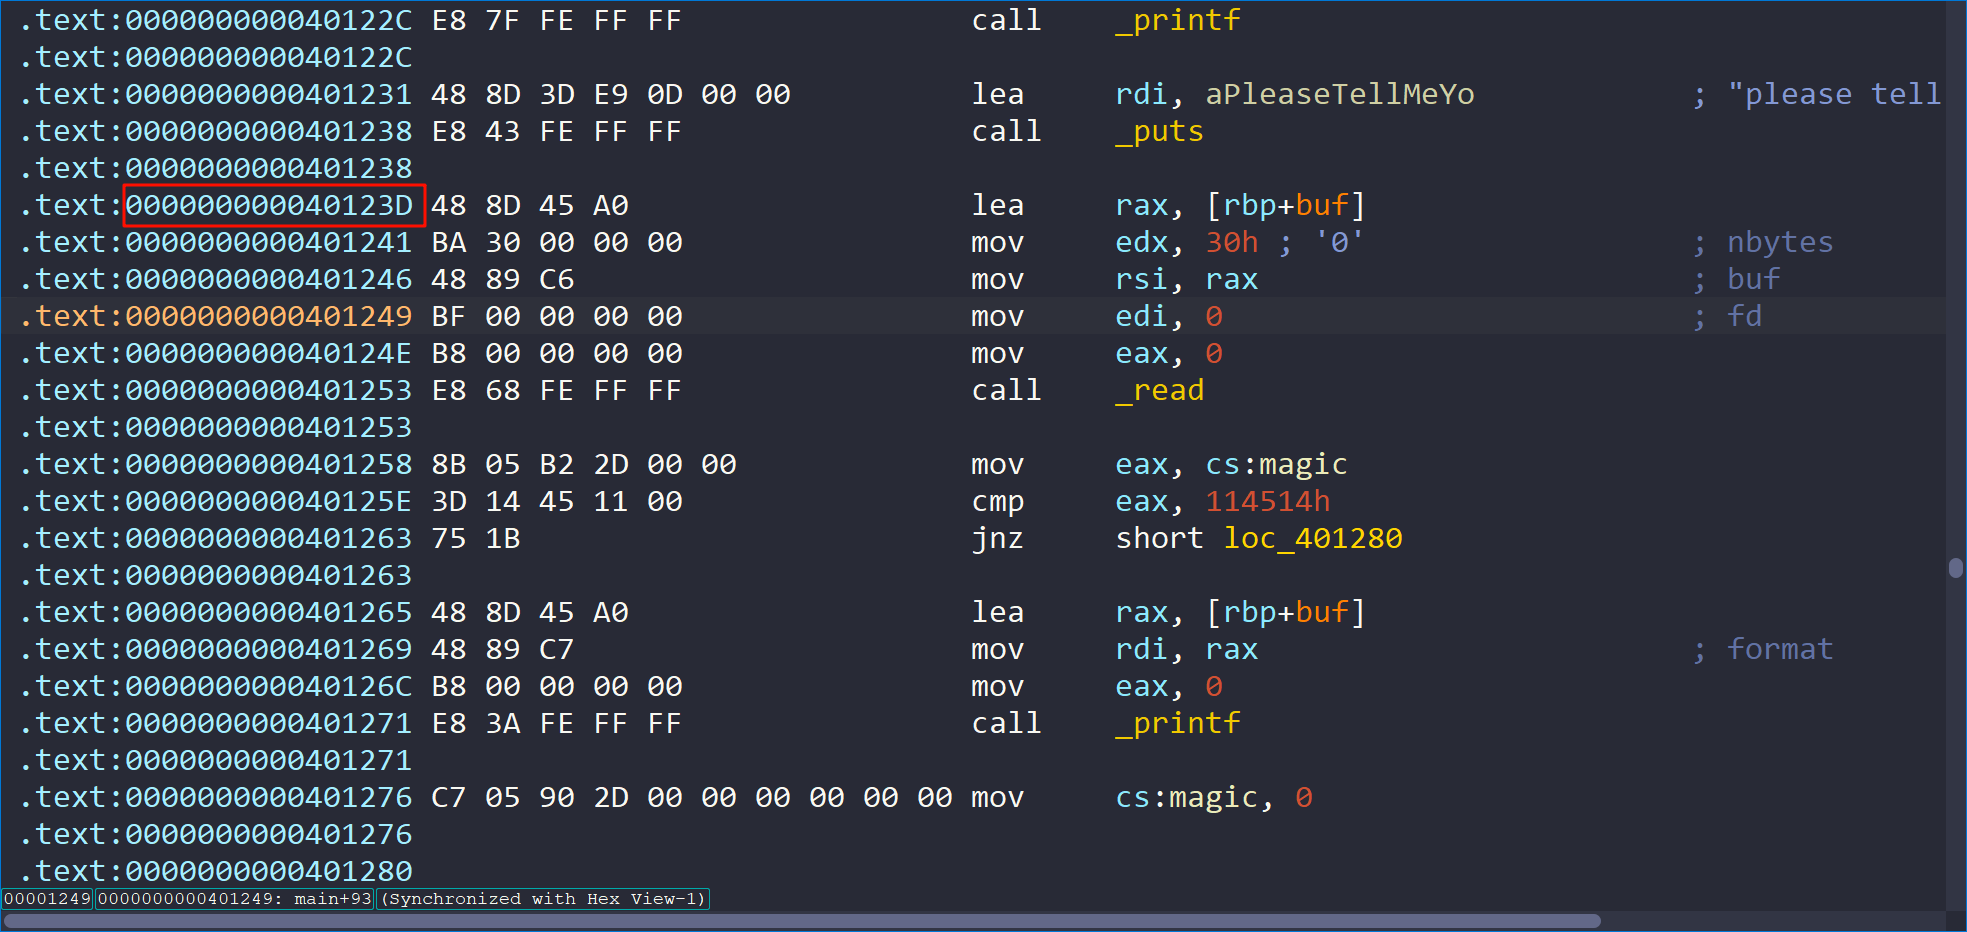 .text:000000000040122C E8 7F FE FF FF call _printf
.text:000000000040122C
.text:0000000000401231 48 8D 3D E9 0D 00 00 lea rdi, aPleaseTellMeYo ; "please tell
.text:0000000000401238 E8 43 FE FF FF call _puts
.text:0000000000401238
.text:000000000040123D 48 8D 45 A0 lea rax, [rbp+buf]
.text:0000000000401241 BA 30 00 00 00 mov edx, 30h ; '0' ; nbytes
.text:0000000000401246 48 89 C6 mov rsi, rax ; buf
.text:0000000000401249 BF 00 00 00 00 mov edi, 0 ; fd
.text:000000000040124E B8 00 00 00 00 mov eax, 0
.text:0000000000401253 E8 68 FE FF FF call _read
.text:0000000000401253
.text:0000000000401258 8B 05 B2 2D 00 00 mov eax, cs:magic
.text:000000000040125E 3D 14 45 11 00 cmp eax, 114514h
.text:0000000000401263 75 1B jnz short loc_401280
.text:0000000000401263
.text:0000000000401265 48 8D 45 A0 lea rax, [rbp+buf]
.text:0000000000401269 48 89 C7 mov rdi, rax ; format
.text:000000000040126C B8 00 00 00 00 mov eax, 0
.text:0000000000401271 E8 3A FE FF FF call _printf
.text:0000000000401271
.text:0000000000401276 C7 05 90 2D 00 00 00 00 00 00 mov cs:magic, 0
.text:0000000000401276
.text:0000000000401280
00001249 0000000000401249: main+93 (Synchronized with Hex View-1)